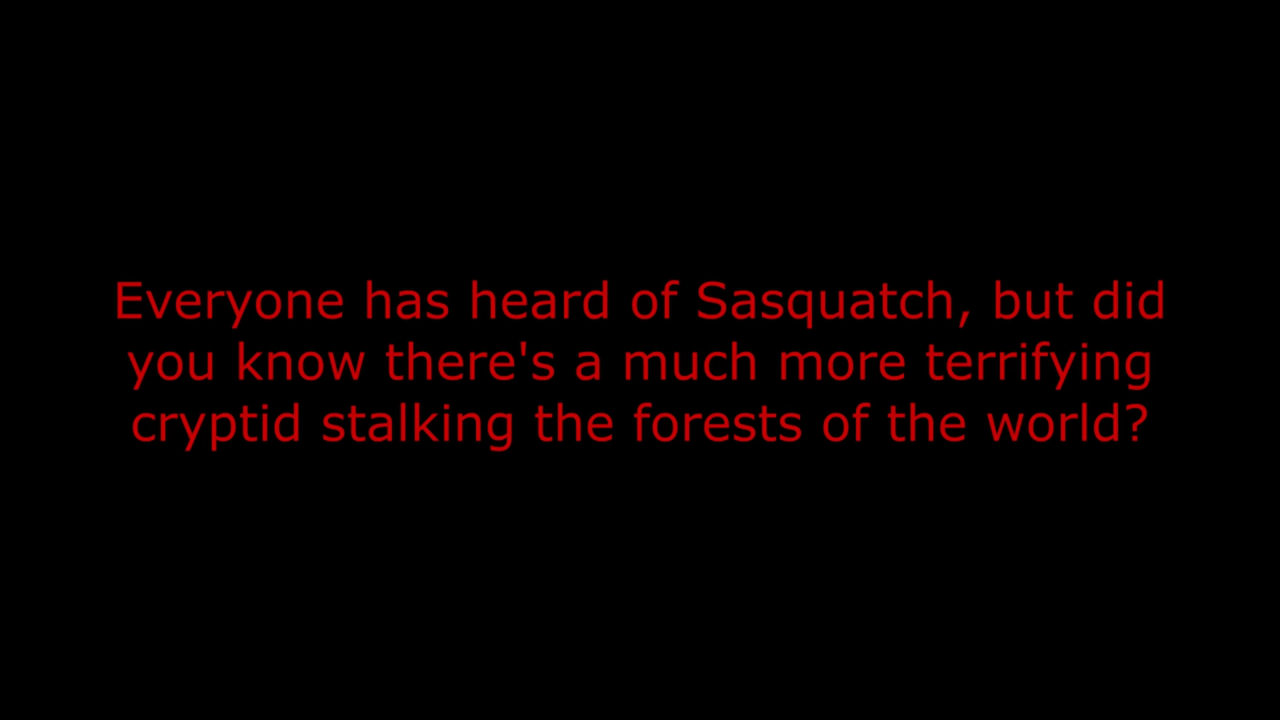 Everyone has heard of Sasquatch, but did
you know there's a much more terrifying
cryptid stalking the forests of the world?